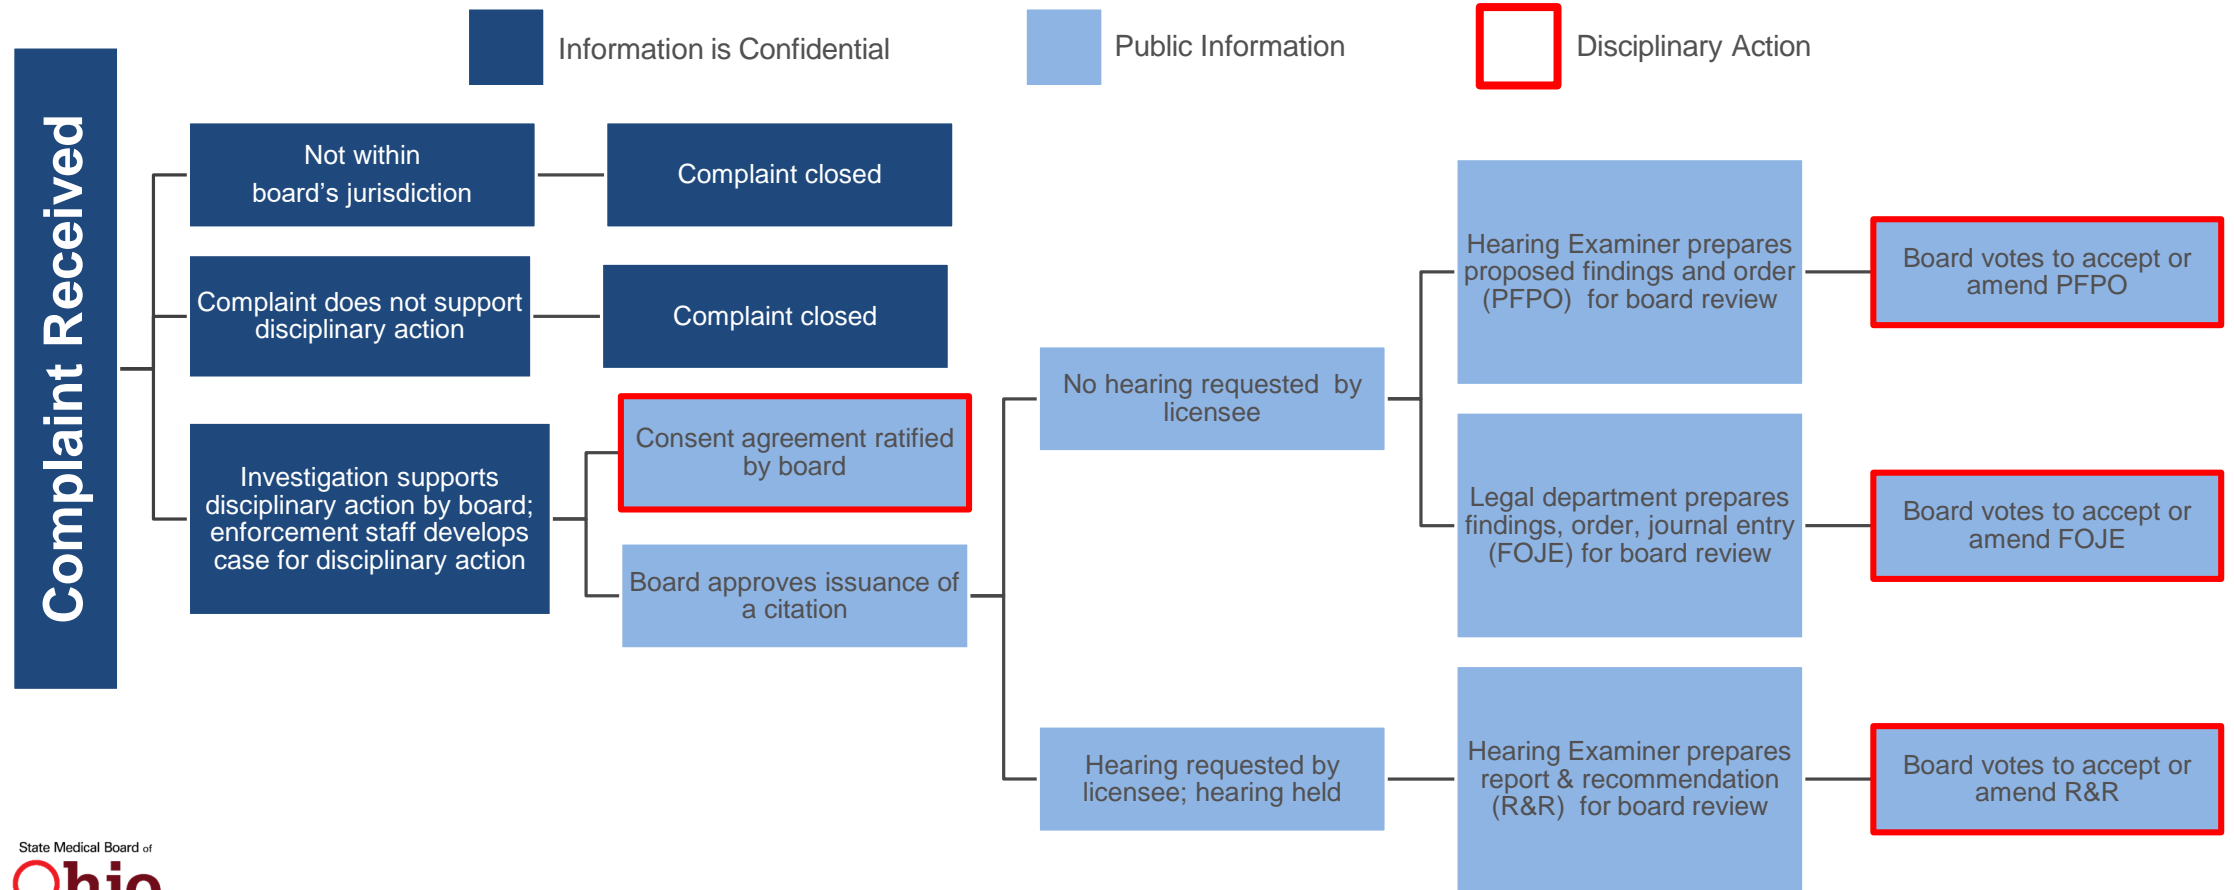 Information is Confidential
Public Information
Disciplinary Action
Complaint Received
Not within
board’s jurisdiction
Complaint closed
Complaint does not support
disciplinary action
Complaint closed
Investigation supports
disciplinary action by board;
enforcement staff develops
case for disciplinary action
Consent agreement ratified
by board
Board approves issuance of
a citation
No hearing requested by
licensee
Hearing requested by
licensee; hearing held
Hearing Examiner prepares
proposed findings and order
(PFPO) for board review
Board votes to accept or
amend PFPO
Legal department prepares
findings, order, journal entry
(FOJE) for board review
Board votes to accept or
amend FOJE
Hearing Examiner prepares
report & recommendation
(R&R) for board review
Board votes to accept or
amend R&R
State Medical Board of
Ohio